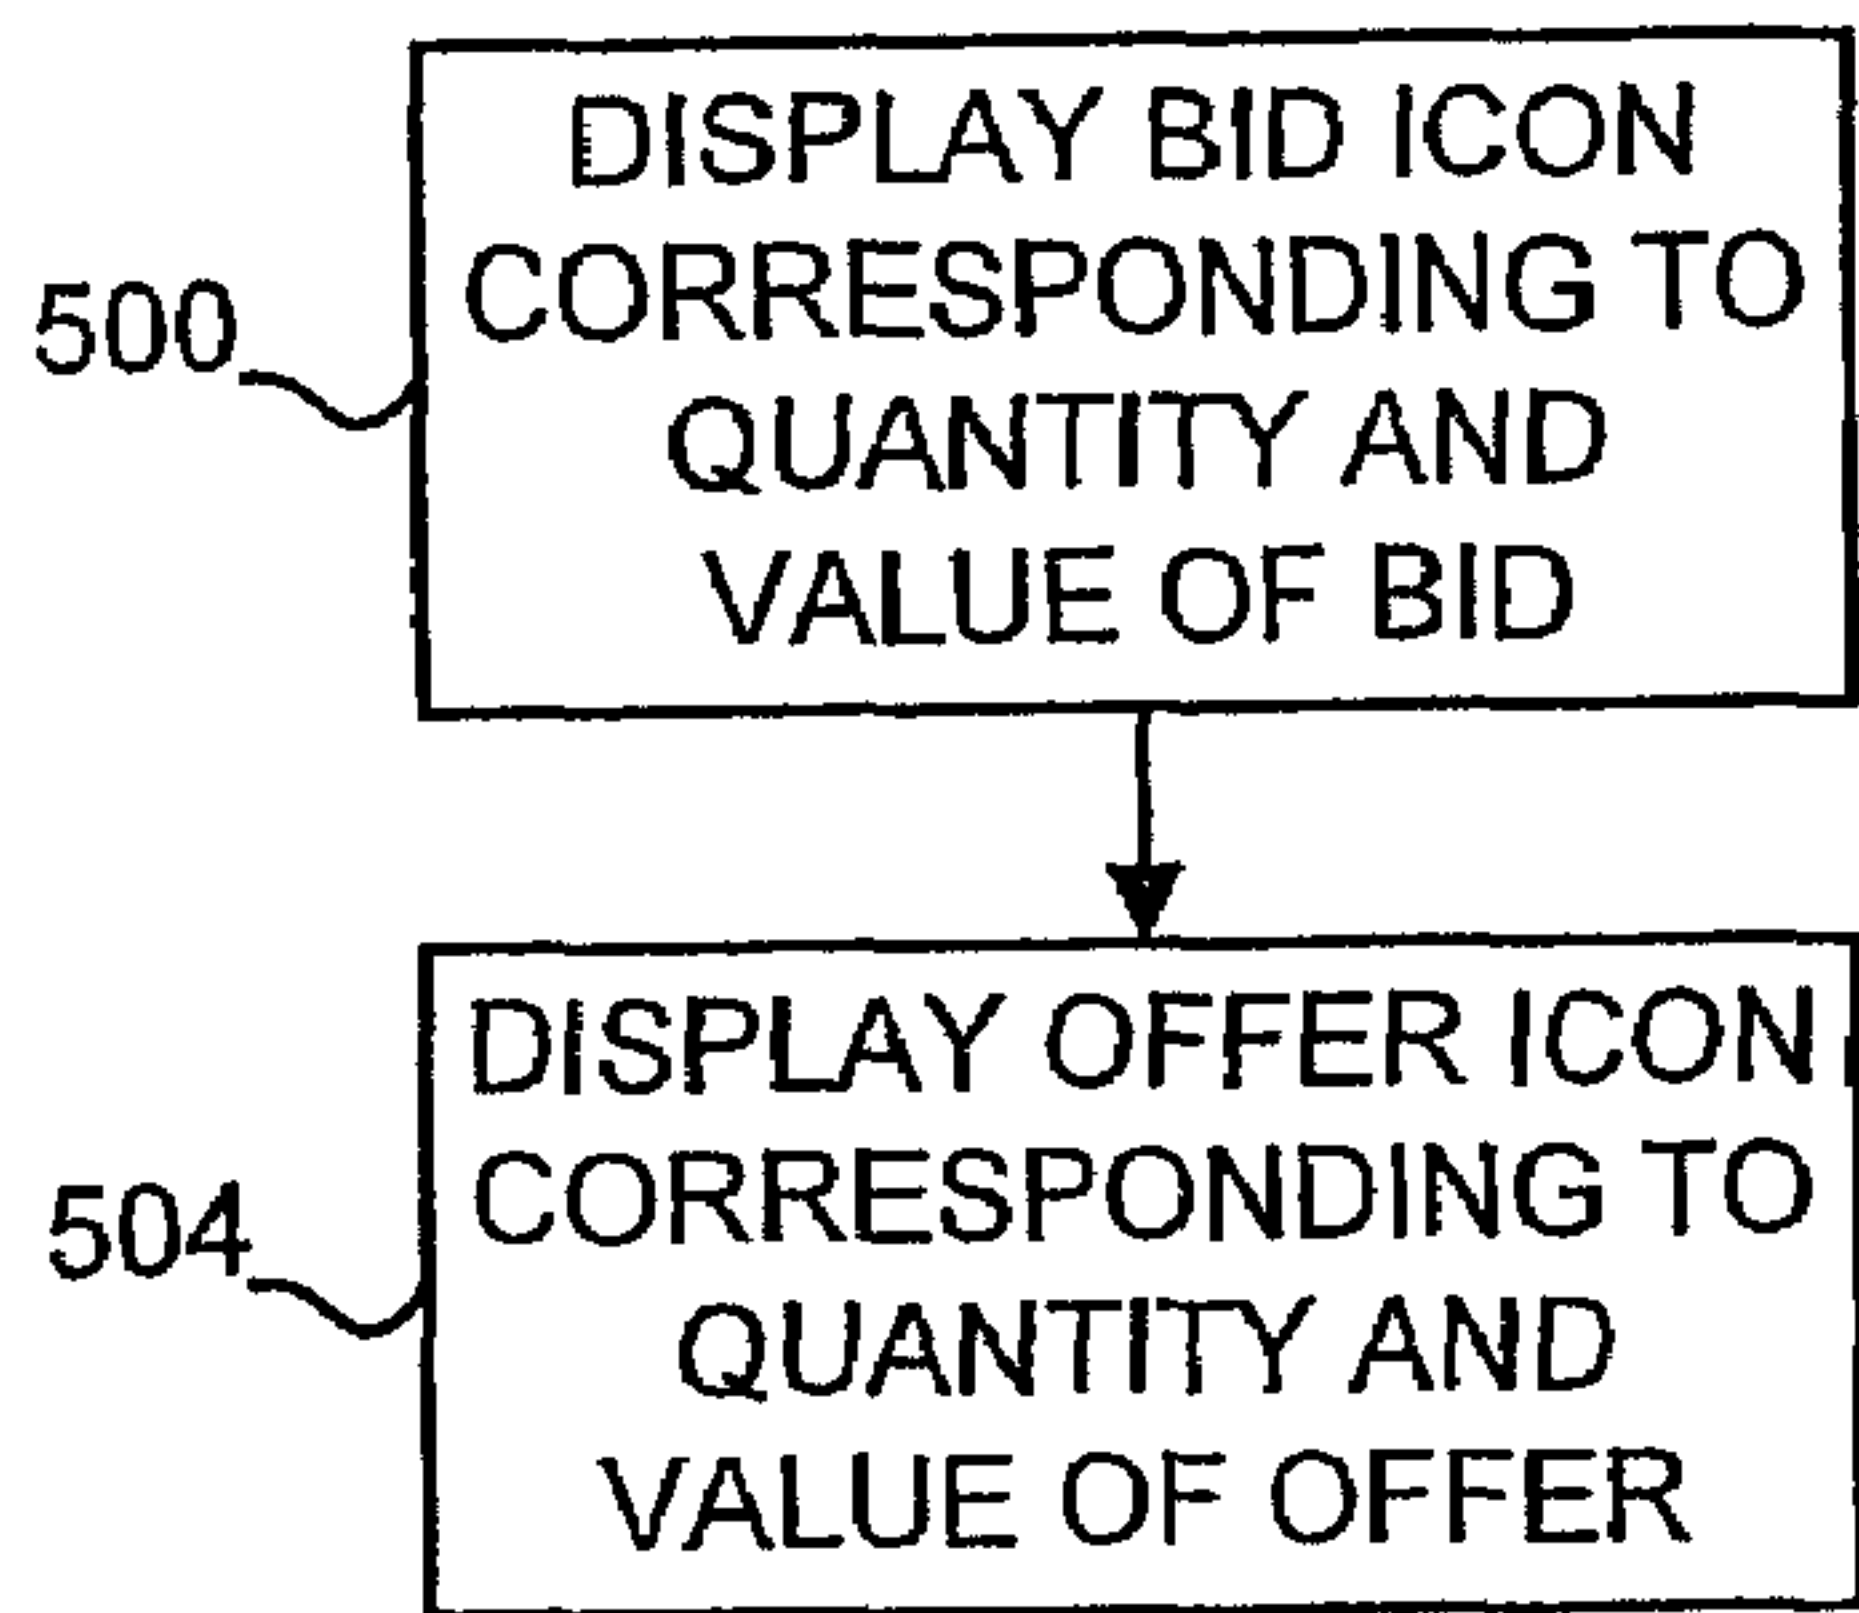 500
DISPLAY BID ICON
CORRESPONDING TO
QUANTITY AND
VALUE OF BID
504
DISPLAY OFFER ICON
CORRESPONDING TO
QUANTITY AND
VALUE OF OFFER